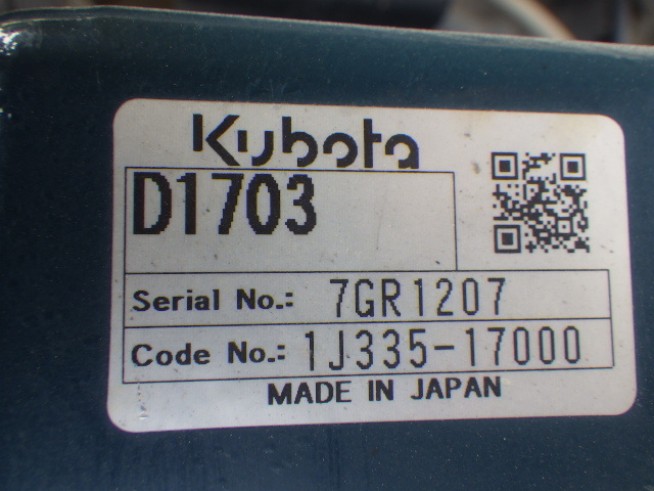 Kubota
D1703
Serial No.: 7GR1207
Code No.: 1J335-17000
MADE IN JAPAN